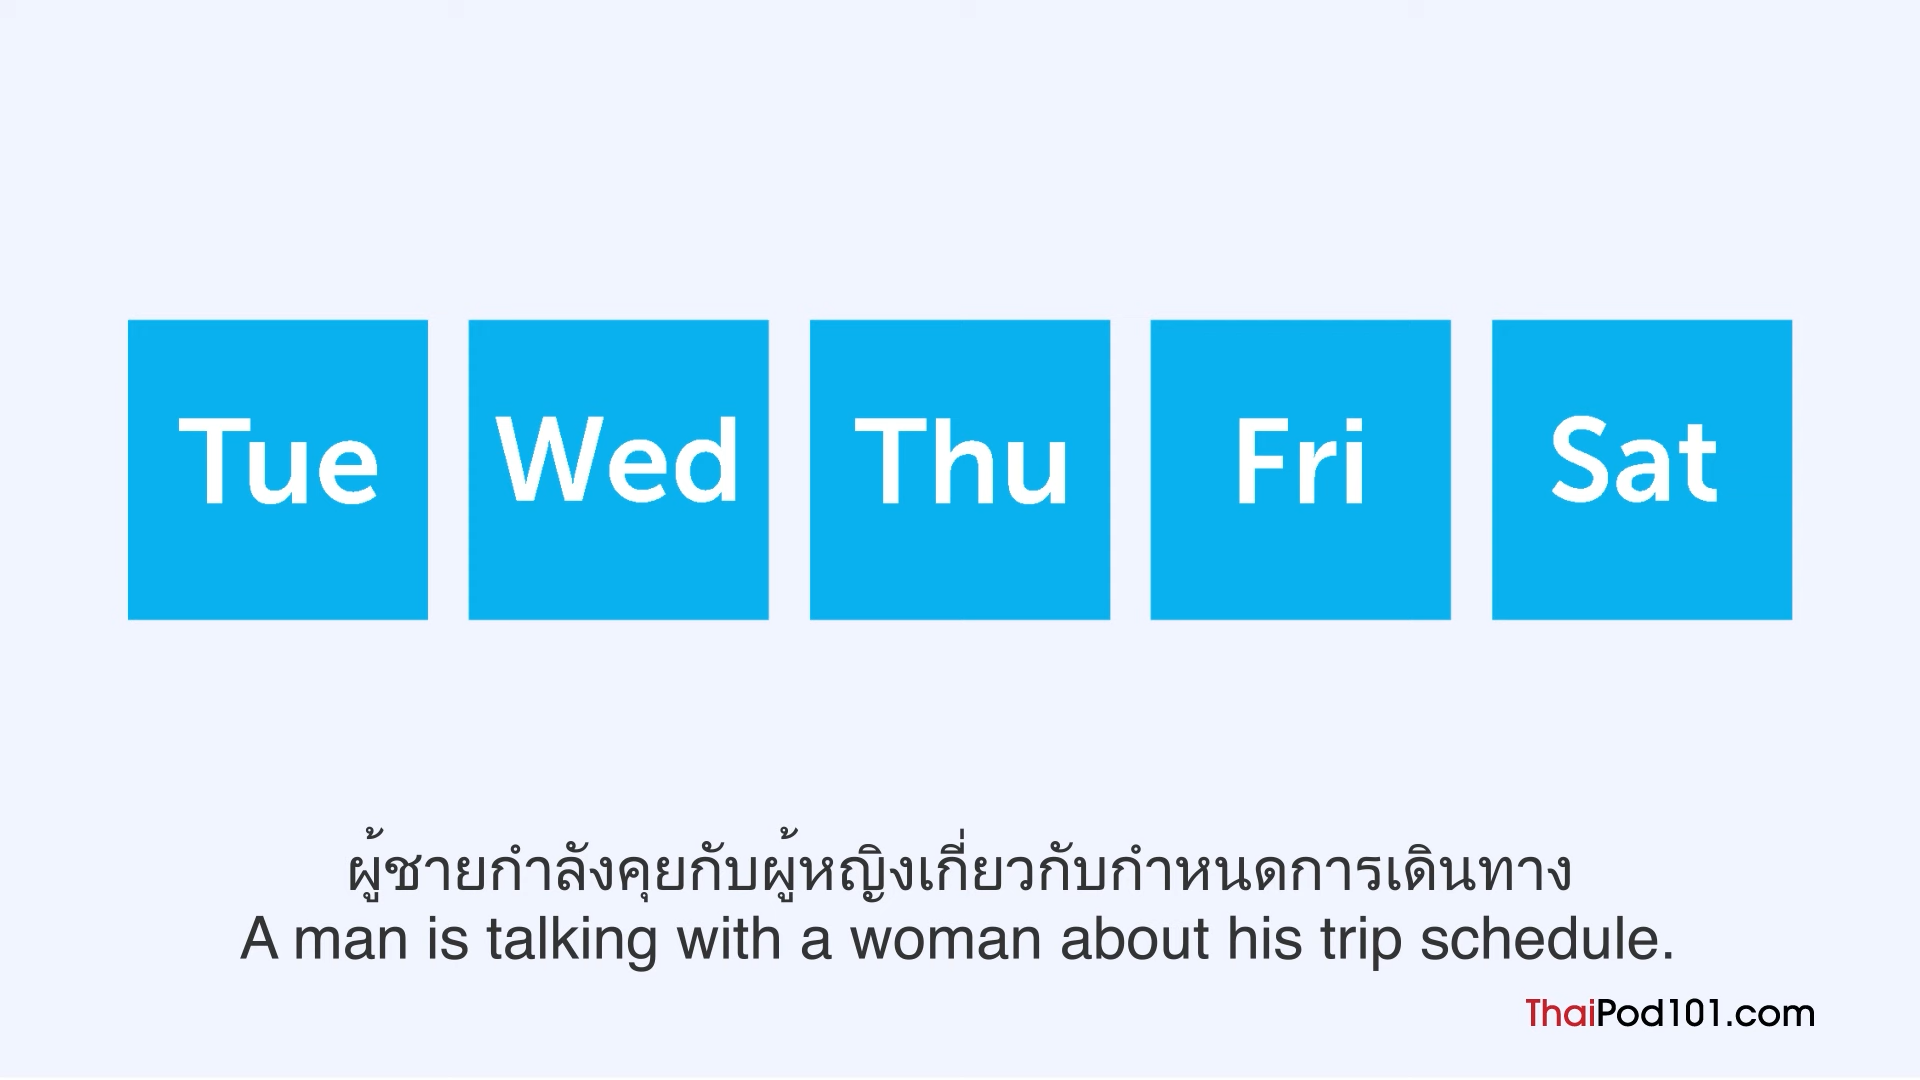 Tue Wed Thu Fri Sat
ผู้ชายกำลังคุยกับผู้หญิงเกี่ยวกับกำหนดการเดินทาง
A man is talking with a woman about his trip schedule.
ThaiPod101.com